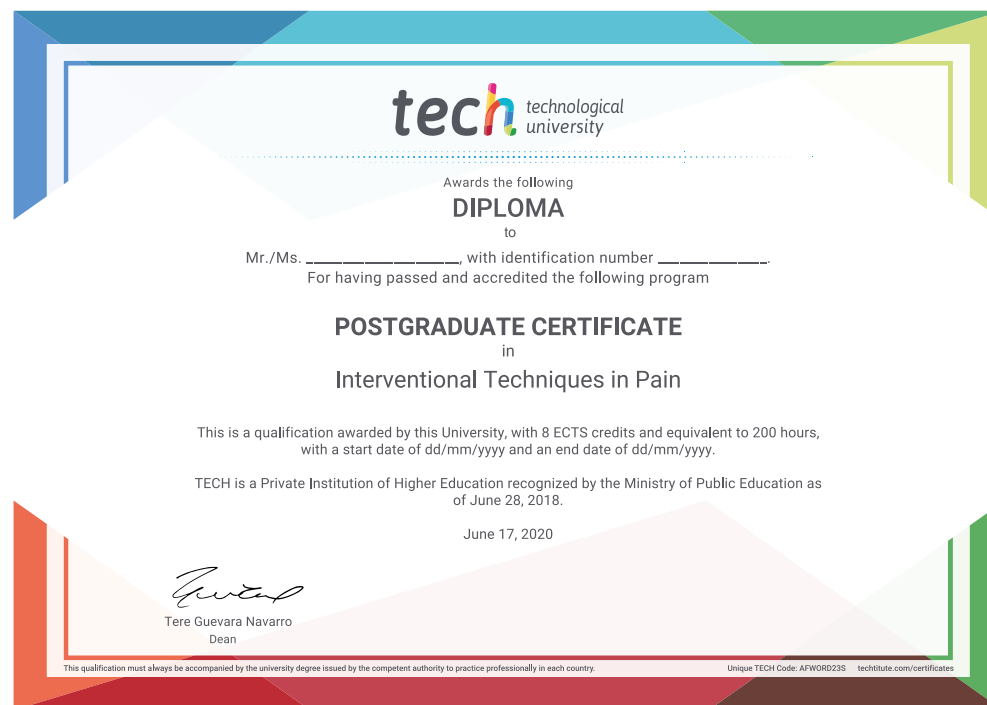 tech technological
university
Awards the following
DIPLOMA
to
Mr./Ms. ____________________, with identification number ______________.
For having passed and accredited the following program
POSTGRADUATE CERTIFICATE
in
Interventional Techniques in Pain
This is a qualification awarded by this University, with 8 ECTS credits and equivalent to 200 hours,
with a start date of dd/mm/yyyy and an end date of dd/mm/yyyy.
TECH is a Private Institution of Higher Education recognized by the Ministry of Public Education as
of June 28, 2018.
June 17, 2020
Tere Guevara Navarro
Dean
This qualification must always be accompanied by the university degree issued by the competent authority to practice professionally in each country.
Unique TECH Code: AFWORD23S techtitute.com/certificates